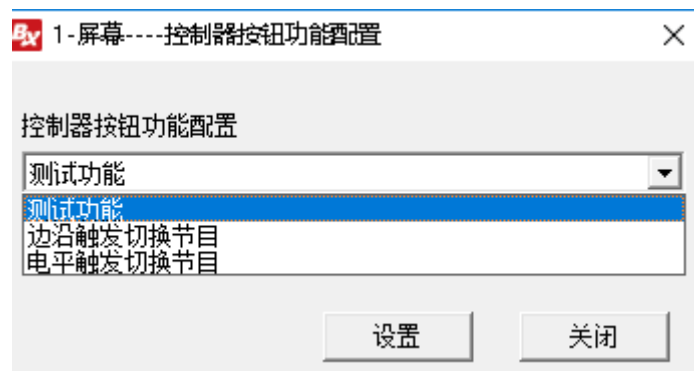 BX 1-屏幕----控制器按钮功能配置
控制器按钮功能配置
测试功能
测试功能
边沿触发切换节目
电平触发切换节目
设置 关闭